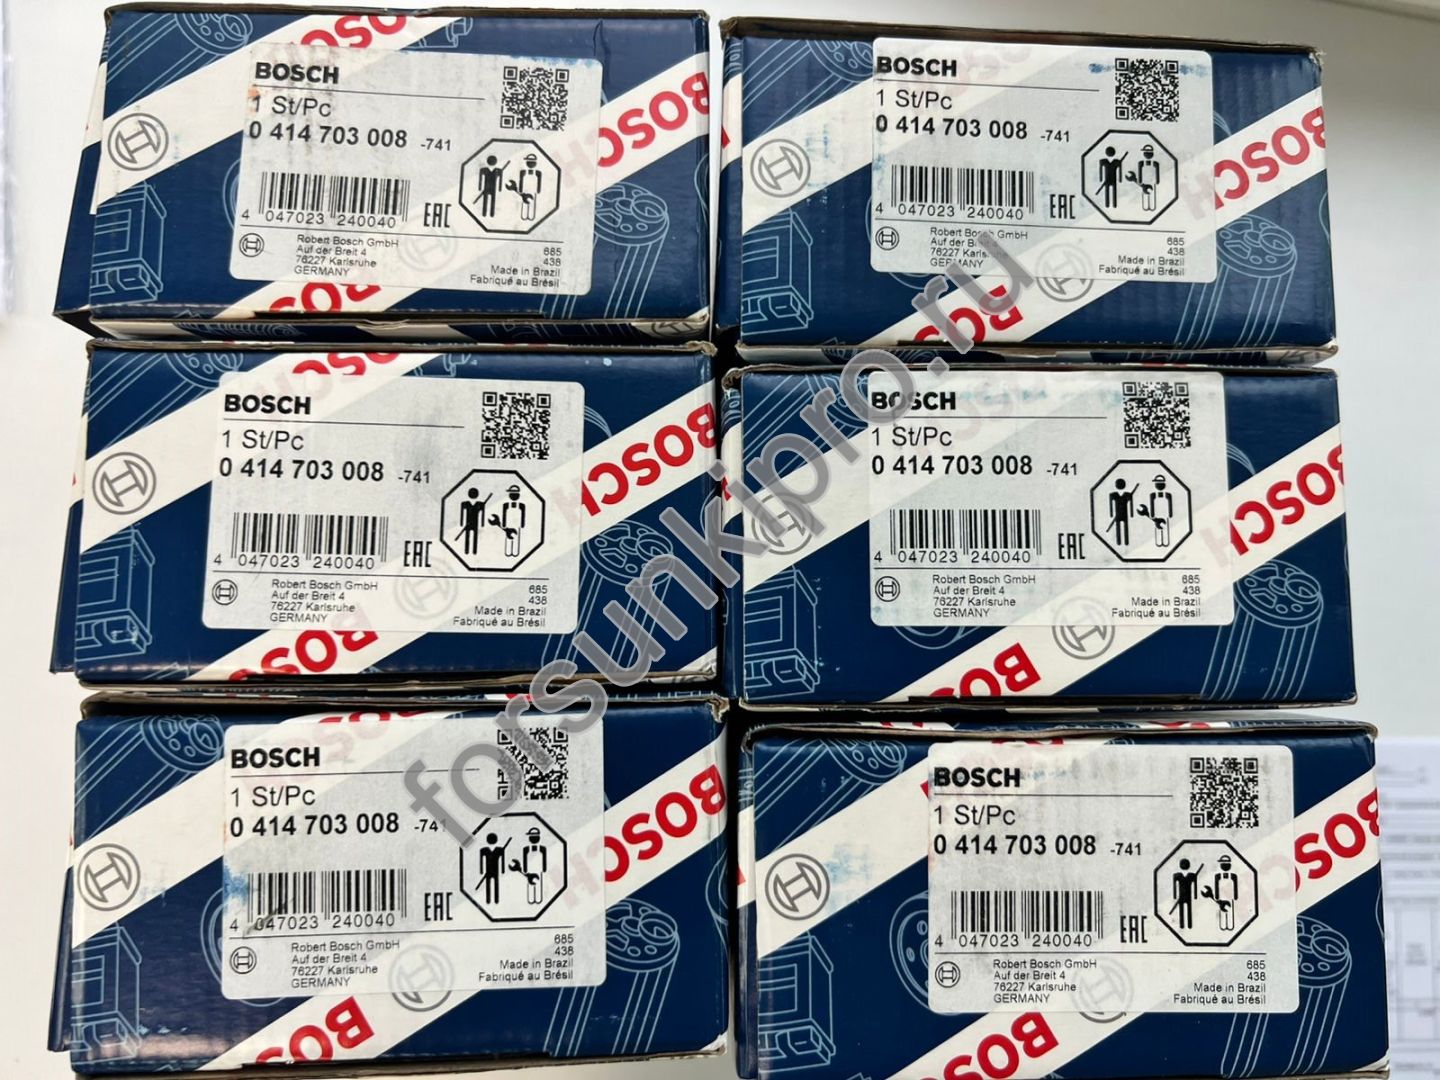 BOSCH
BOSCH
1 St/Pc
0 414 703 008 -741
4 047023 240040
EAC
Robert Bosch GmbH
Auf der Breit 4
76227 Karlsruhe
GERMANY
685
438
Made in Brazil
Fabriqué au Brésil
BOSCH
BOSCH
1 St/Pc
0 414 703 008 -741
4 047023 240040
EAC
Robert Bosch GmbH
Auf der Breit 4
76227 Karlsruhe
GERMANY
685
438
Made in Brazil
Fabriqué au Brésil
BOSCH
BOSCH
1 St/Pc
0 414 703 008 -741
4 047023 240040
EAC
Robert Bosch GmbH
Auf der Breit 4
76227 Karlsruhe
GERMANY
685
438
Made in Brazil
Fabriqué au Brésil
BOSCH
BOSCH
1 St/Pc
0 414 703 008 -741
4 047023 240040
EAC
Robert Bosch GmbH
Auf der Breit 4
76227 Karlsruhe
GERMANY
685
438
Made in Brazil
Fabriqué au Brésil
BOSCH
BOSCH
1 St/Pc
0 414 703 008 -741
4 047023 240040
EAC
Robert Bosch GmbH
Auf der Breit 4
76227 Karlsruhe
GERMANY
685
438
Made in Brazil
Fabriqué au Brésil
BOSCH
BOSCH
1 St/Pc
0 414 703 008 -741
4 047023 240040
EAC
Robert Bosch GmbH
Auf der Breit 4
76227 Karlsruhe
GERMANY
685
438
Made in Brazil
Fabriqué au Brésil
forsunkipro.ru